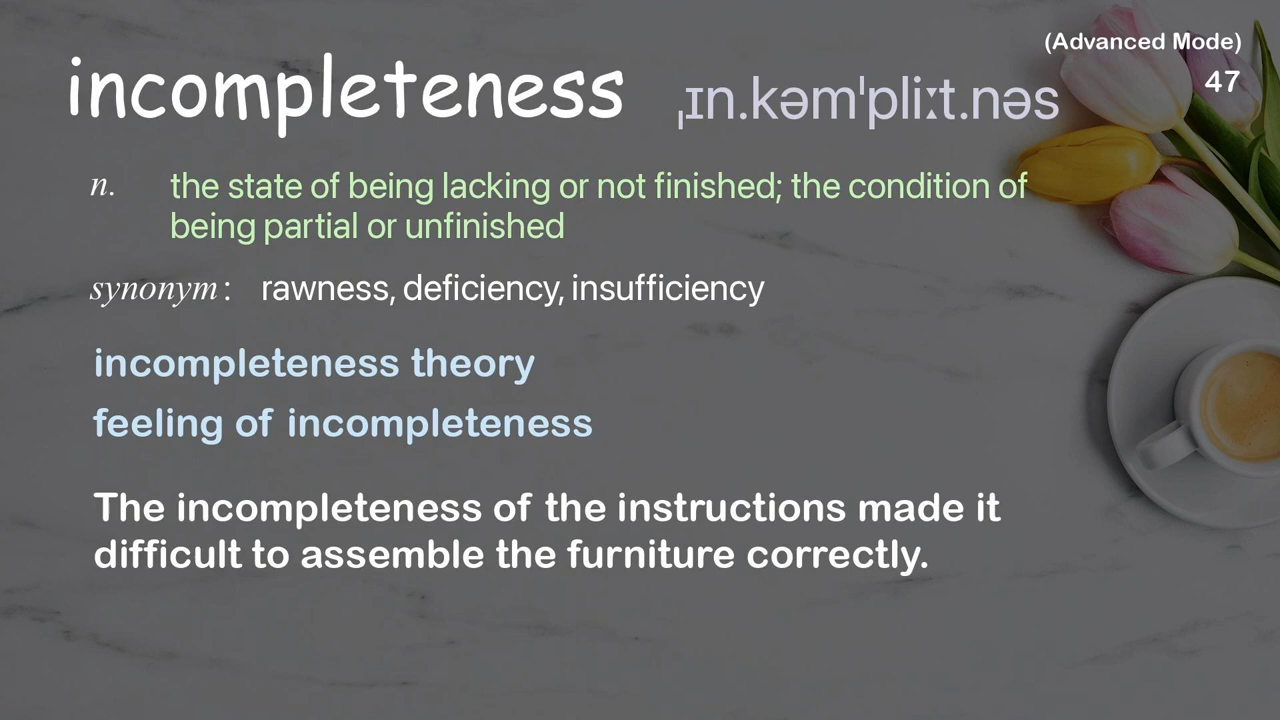 (Advanced Mode)
47
incompleteness ˌɪn.kəmˈpliːt.nəs
n. the state of being lacking or not finished; the condition of
being partial or unfinished
synonym: rawness, deficiency, insufficiency
incompleteness theory
feeling of incompleteness
The incompleteness of the instructions made it
difficult to assemble the furniture correctly.